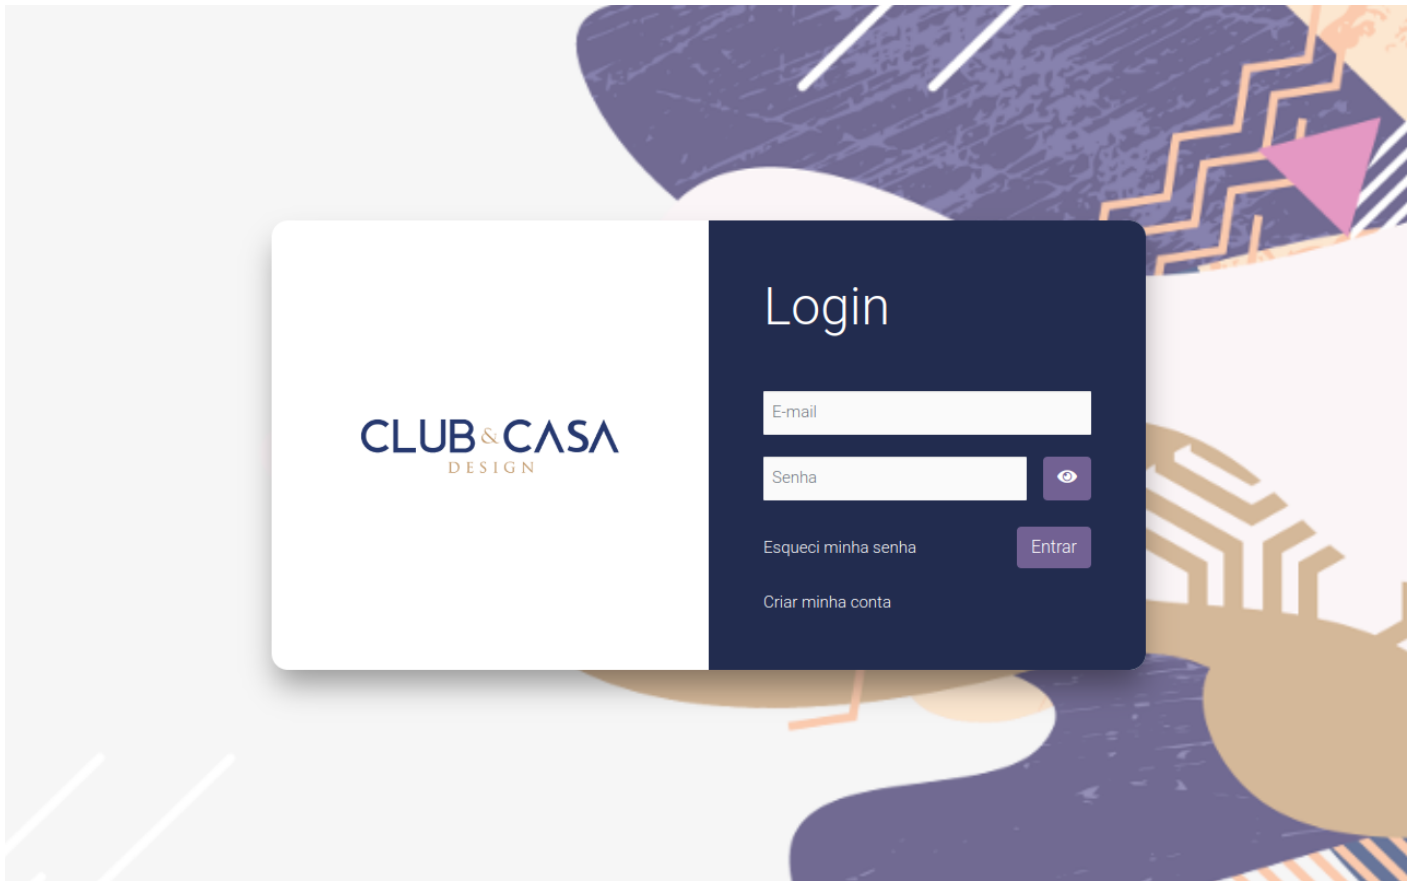 CLUB&CASA
DESIGN
Login
E-mail
Senha
Esqueci minha senha
Entrar
Criar minha conta